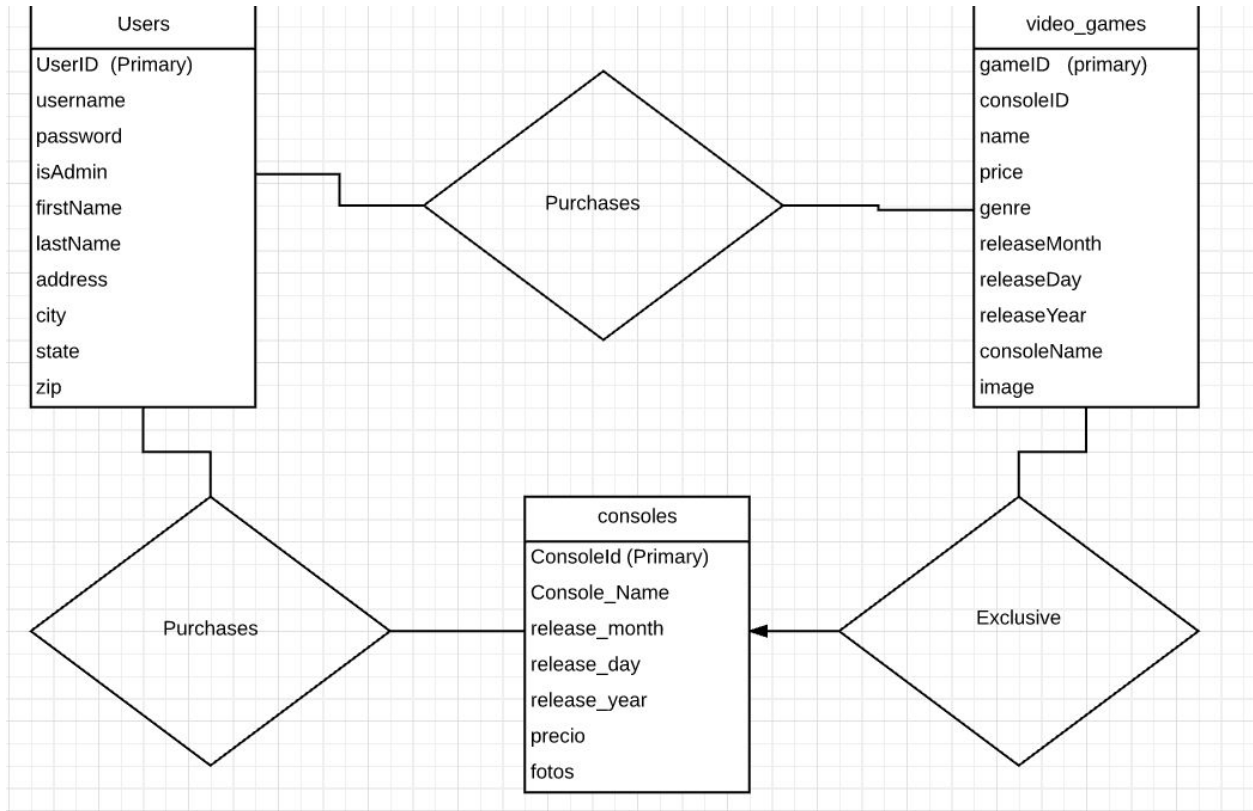 Users
UserID (Primary)
username
password
isAdmin
firstName
lastName
address
city
state
zip
Purchases
video_games
gameID (primary)
consoleID
name
price
genre
releaseMonth
releaseDay
releaseYear
consoleName
image
Purchases
consoles
ConsoleId (Primary)
Console_Name
release_month
release_day
release_year
precio
fotos
Exclusive